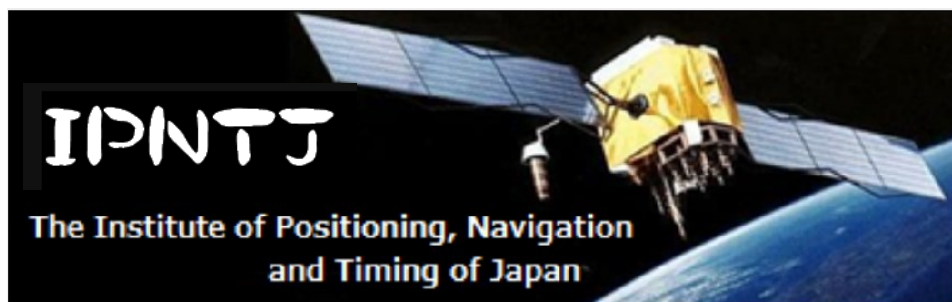 IPNTJ
The Institute of Positioning, Navigation
and Timing of Japan